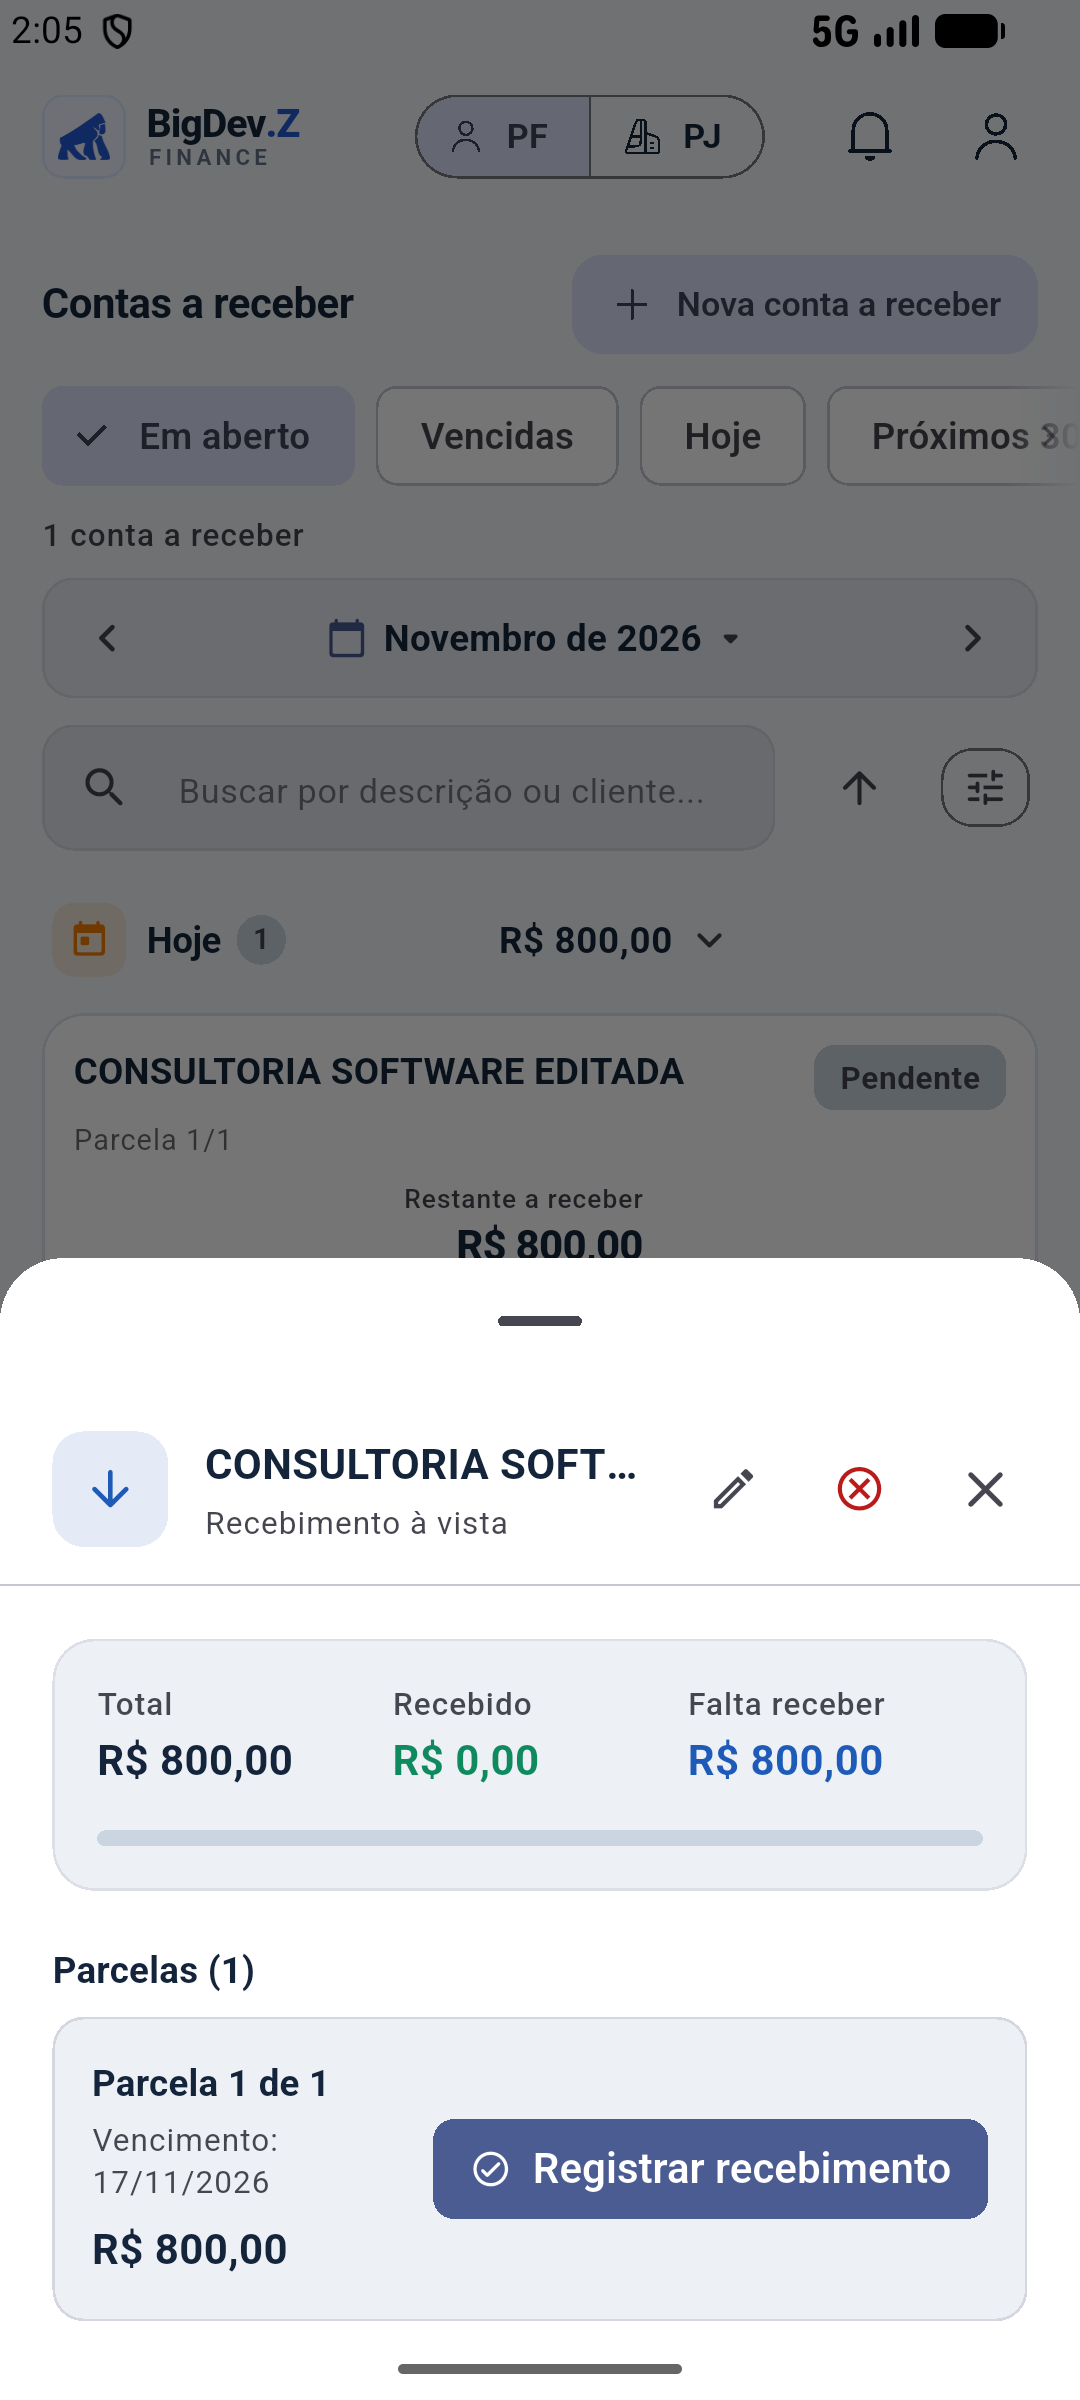 2:05
5G
BigDev.Z
FINANCE
PF
PJ
Contas a receber
Nova conta a receber
Em aberto
Vencidas
Hoje
Próximos 30
1 conta a receber
Novembro de 2026
Buscar por descrição ou cliente...
Hoje
1
R$ 800,00
CONSULTORIA SOFTWARE EDITADA
Pendente
Parcela 1/1
Restante a receber
R$ 800,00
CONSULTORIA SOFT...
Recebimento à vista
Total
Recebido
Falta receber
R$ 800,00
R$ 0,00
R$ 800,00
Parcelas (1)
Parcela 1 de 1
Vencimento:
17/11/2026
R$ 800,00
Registrar recebimento